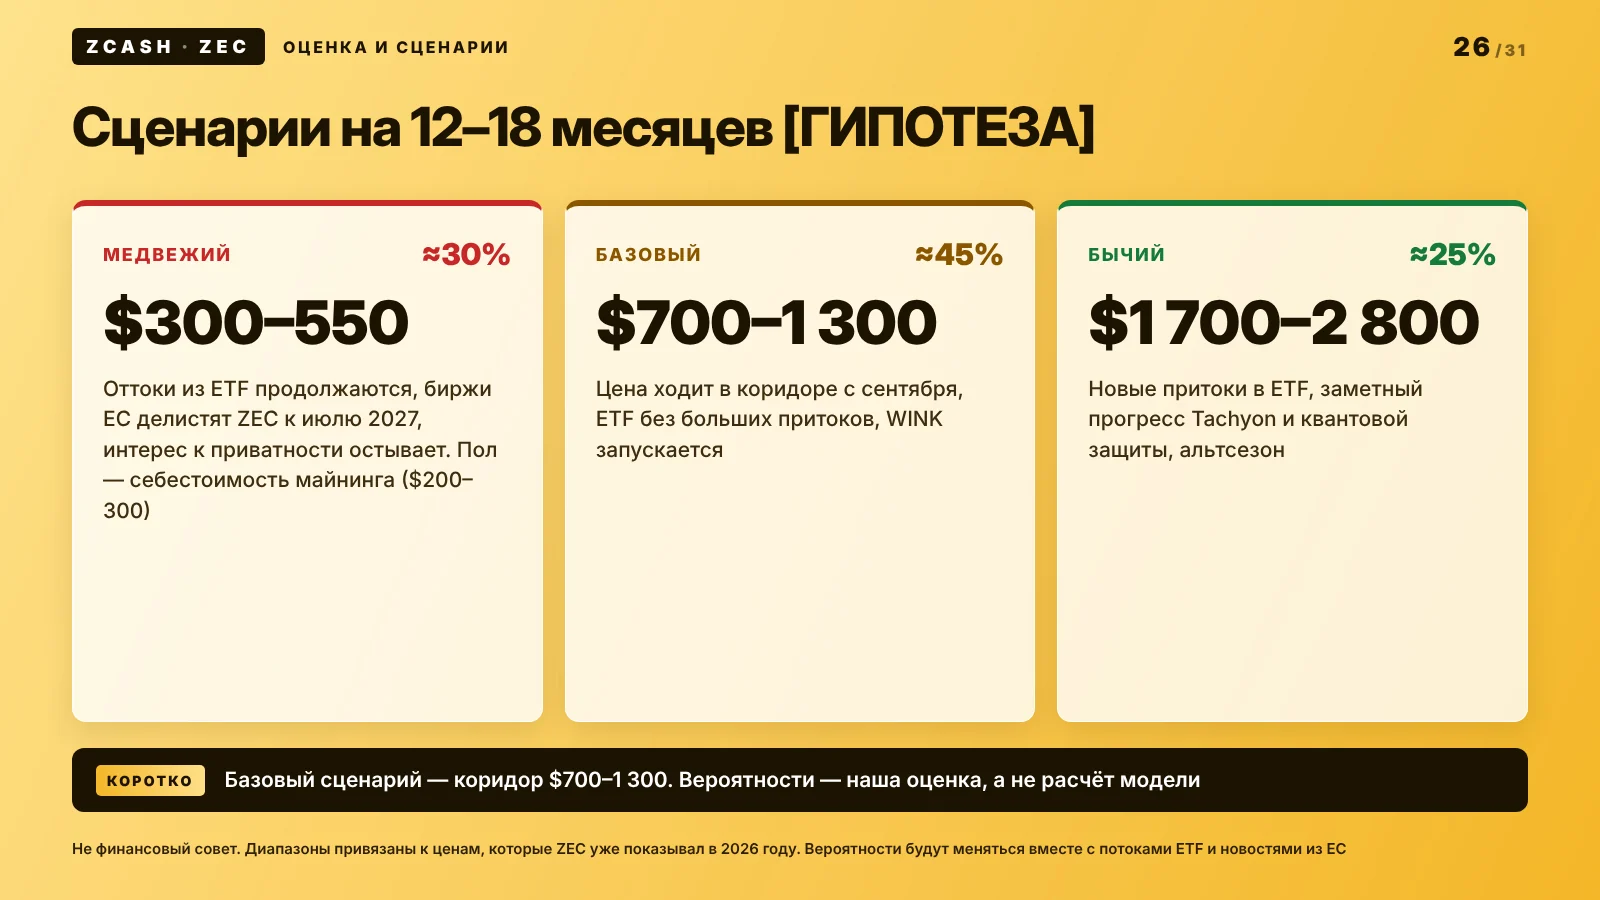 ZCASH · ZEC ОЦЕНКА И СЦЕНАРИИ 26 /31
Сценарии на 12–18 месяцев [ГИПОТЕЗА]
МЕДВЕЖИЙ ≈30%
$300–550
Оттоки из ETF продолжаются, биржи
ЕС делистят ZEC к июлю 2027,
интерес к приватности остывает. Пол
— себестоимость майнинга ($200–
300)
БАЗОВЫЙ ≈45%
$700–1 300
Цена ходит в коридоре с сентября,
ETF без больших притоков, WINK
запускается
БЫЧИЙ ≈25%
$1 700–2 800
Новые притоки в ETF, заметный
прогресс Tachyon и квантовой
защиты, альтсезон
КОРОТКО Базовый сценарий — коридор $700–1 300. Вероятности — наша оценка, а не расчёт модели
Не финансовый совет. Диапазоны привязаны к ценам, которые ZEC уже показывал в 2026 году. Вероятности будут меняться вместе с потоками ETF и новостями из ЕС